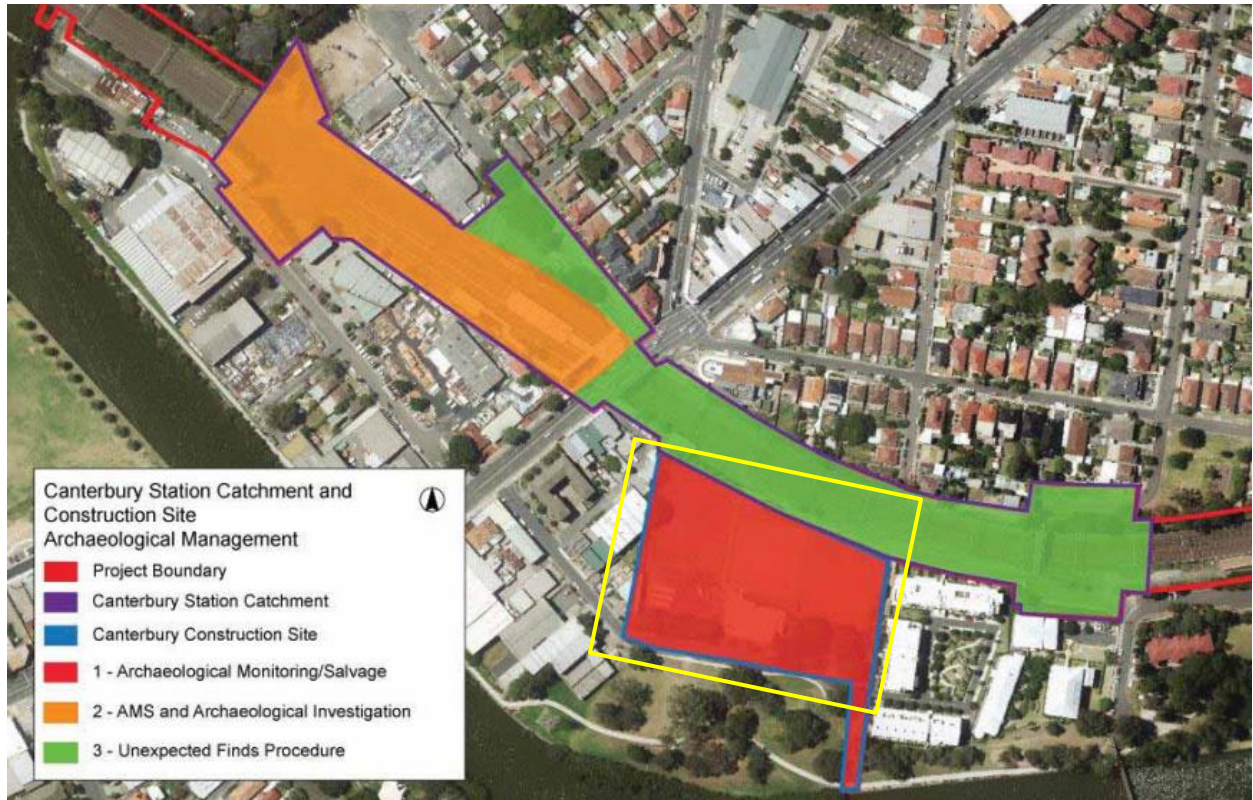 Canterbury Station Catchment and
Construction Site
Archaeological Management
Project Boundary
Canterbury Station Catchment
Canterbury Construction Site
1 - Archaeological Monitoring/Salvage
2 - AMS and Archaeological Investigation
3 - Unexpected Finds Procedure